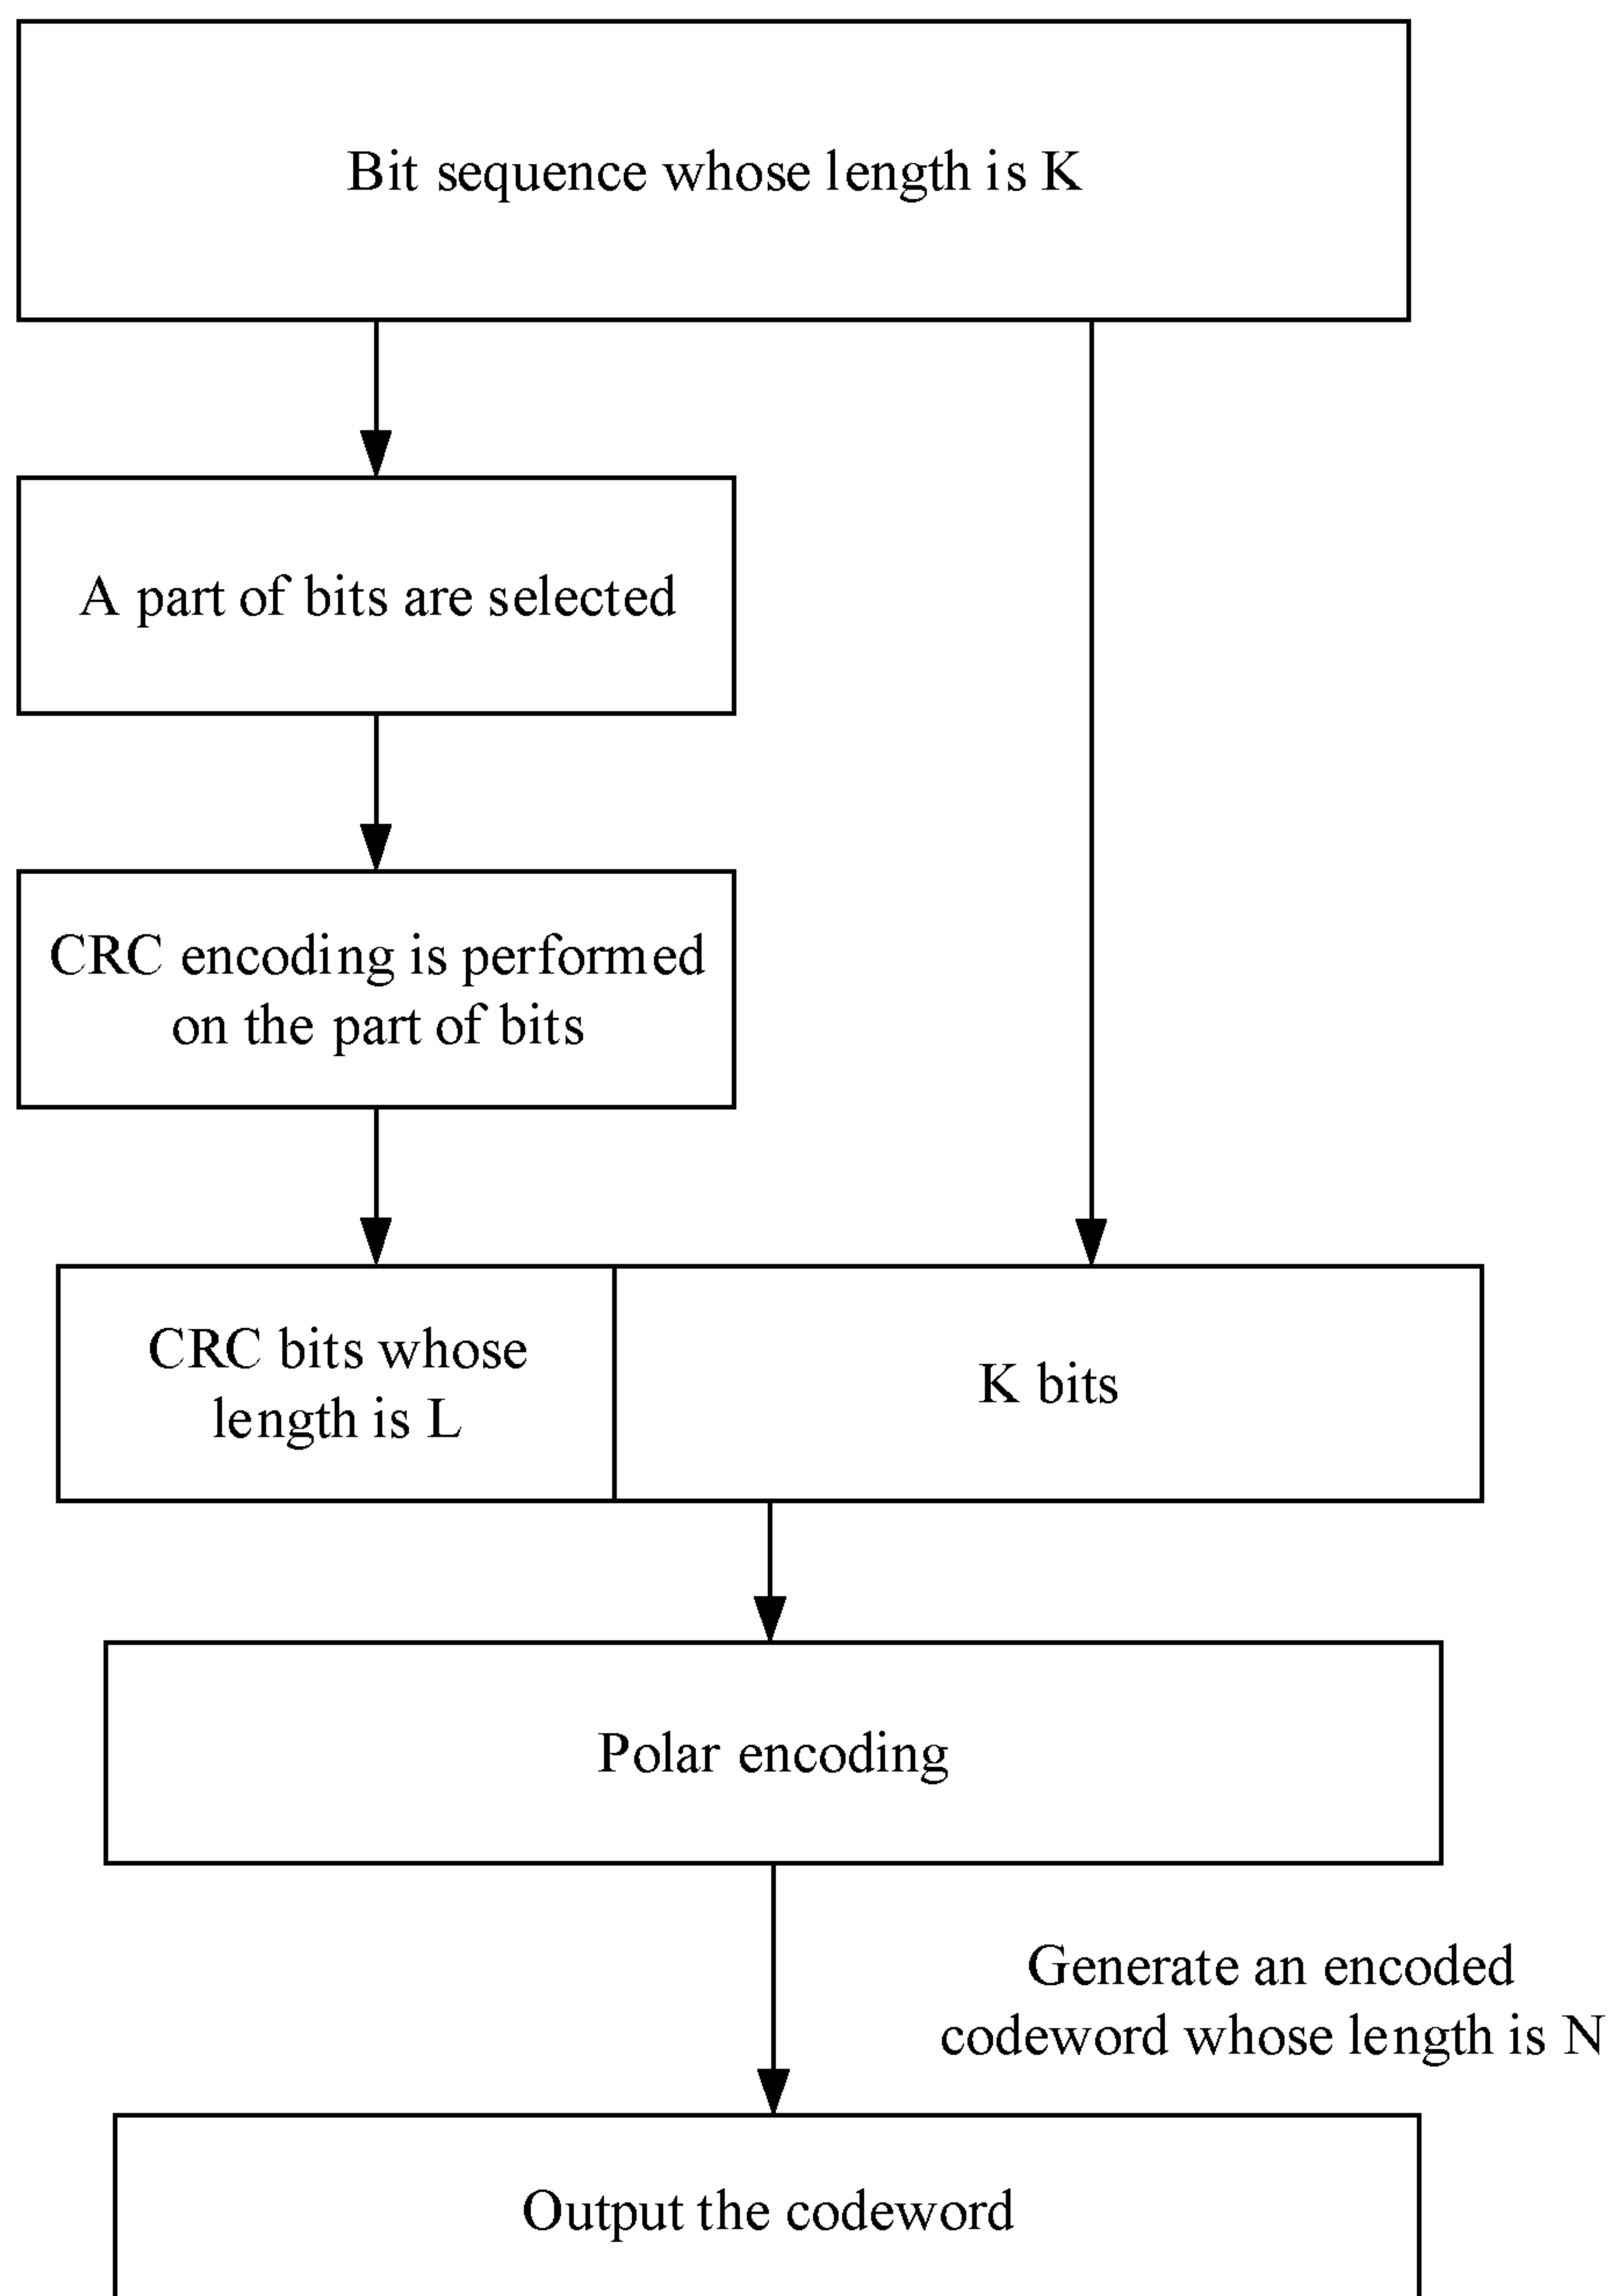 Bit sequence whose length is K
A part of bits are selected
CRC encoding is performed
on the part of bits
CRC bits whose
length is L
K bits
Polar encoding
Generate an encoded
codeword whose length is N
Output the codeword